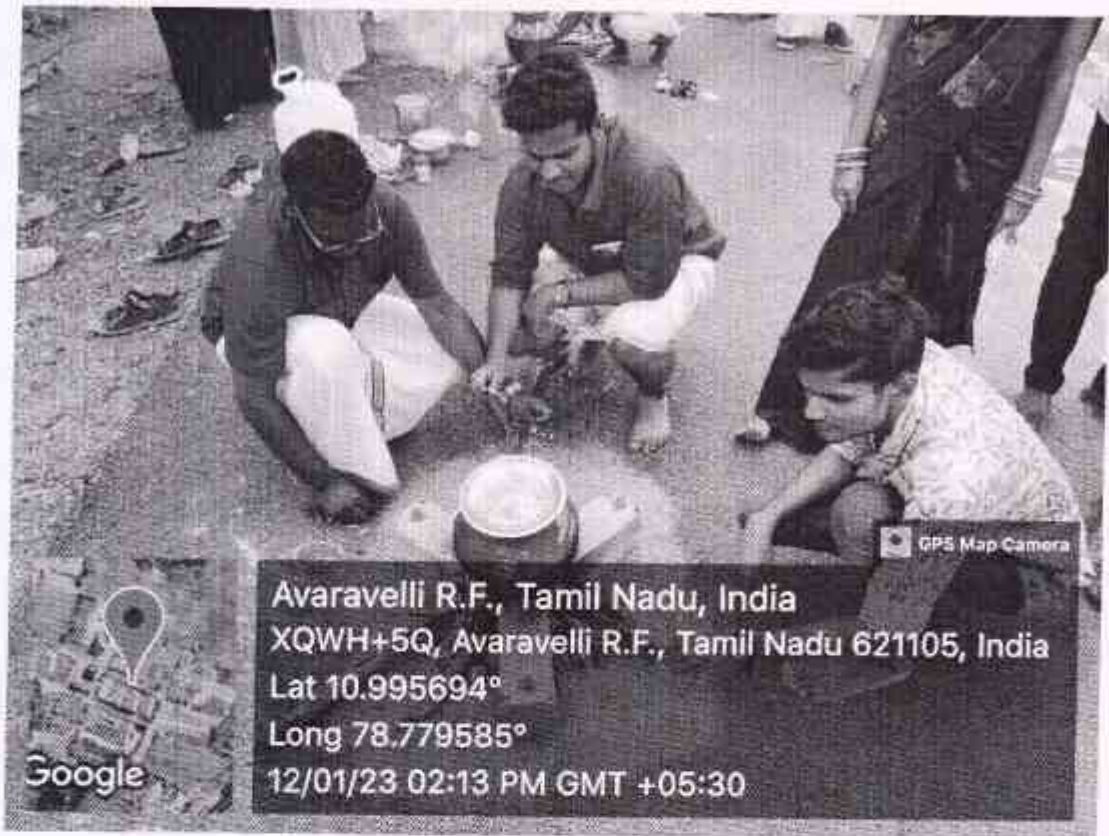 GPS Map Camera
Avaravelli R.F., Tamil Nadu, India
XQWH+5Q, Avaravelli R.F., Tamil Nadu 621105, India
Lat 10.995694°
Long 78.779585°
12/01/23 02:13 PM GMT +05:30
Google